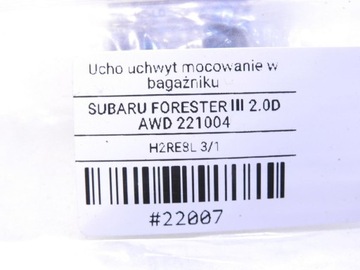 Ucho uchwyt mocowanie w
bagażniku
SUBARU FORESTER III 2.0D
AWD 221004
H2RE8L 3/1
#22007